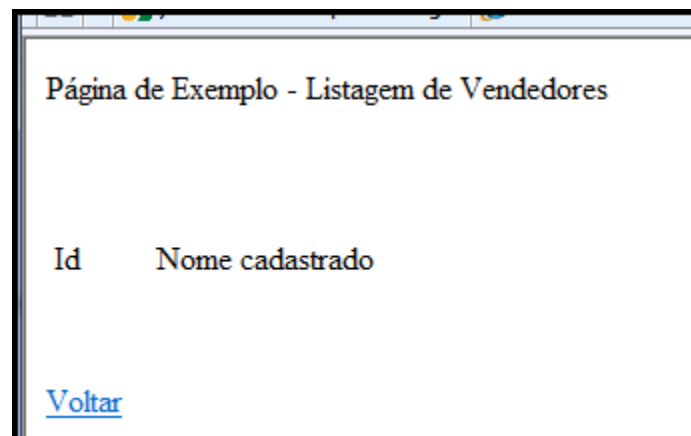 Página de Exemplo - Listagem de Vendedores
Id Nome cadastrado
Voltar